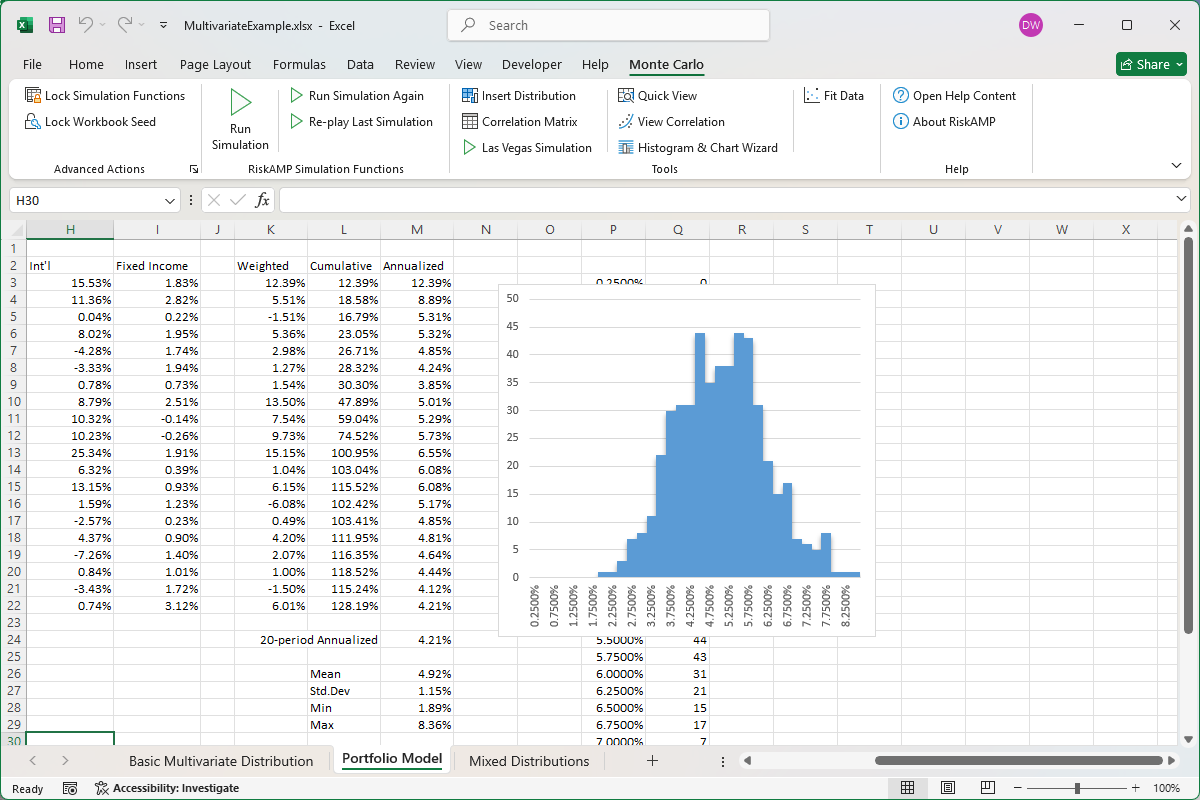 MultivariateExample.xlsx - Excel
Search
DW
File Home Insert Page Layout Formulas Data Review View Developer Help Monte Carlo Share
Lock Simulation Functions
Lock Workbook Seed
Advanced Actions
Run
Simulation
Run Simulation Again
Re-play Last Simulation
RiskAMP Simulation Functions
Insert Distribution
Correlation Matrix
Las Vegas Simulation
Quick View
View Correlation
Histogram & Chart Wizard
Fit Data
Tools
Open Help Content
About RiskAMP
Help
H30 fx
H I J K L M N O P Q R S T U V W X
1
2 Int'l Fixed Income Weighted Cumulative Annualized
3 15.53% 1.83% 12.39% 12.39% 12.39% 0.2500% 0
4 11.36% 2.82% 5.51% 18.58% 8.89%
5 0.04% 0.22% -1.51% 16.79% 5.31%
6 8.02% 1.95% 5.36% 23.05% 5.32%
7 -4.28% 1.74% 2.98% 26.71% 4.85%
8 -3.33% 1.94% 1.27% 28.32% 4.24%
9 0.78% 0.73% 1.54% 30.30% 3.85%
10 8.79% 2.51% 13.50% 47.89% 5.01%
11 10.32% -0.14% 7.54% 59.04% 5.29%
12 10.23% -0.26% 9.73% 74.52% 5.73%
13 25.34% 1.91% 15.15% 100.95% 6.55%
14 6.32% 0.39% 1.04% 103.04% 6.08%
15 13.15% 0.93% 6.15% 115.52% 6.08%
16 1.59% 1.23% -6.08% 102.42% 5.17%
17 -2.57% 0.23% 0.49% 103.41% 4.85%
18 4.37% 0.90% 4.20% 111.95% 4.81%
19 -7.26% 1.40% 2.07% 116.35% 4.64%
20 0.84% 1.01% 1.00% 118.52% 4.44%
21 -3.43% 1.72% -1.50% 115.24% 4.12%
22 0.74% 3.12% 6.01% 128.19% 4.21%
23
24 20-period Annualized 4.21% 5.5000% 44
25 5.7500% 43
26 Mean 4.92% 6.0000% 31
27 Std.Dev 1.15% 6.2500% 21
28 Min 1.89% 6.5000% 15
29 Max 8.36% 6.7500% 17
30 7.0000% 7
50
45
40
35
30
25
20
15
10
5
0
0.2500% 0.7500% 1.2500% 1.7500% 2.2500% 2.7500% 3.2500% 3.7500% 4.2500% 4.7500% 5.2500% 5.7500% 6.2500% 6.7500% 7.2500% 7.7500% 8.2500%
Basic Multivariate Distribution Portfolio Model Mixed Distributions
Ready Accessibility: Investigate 100%